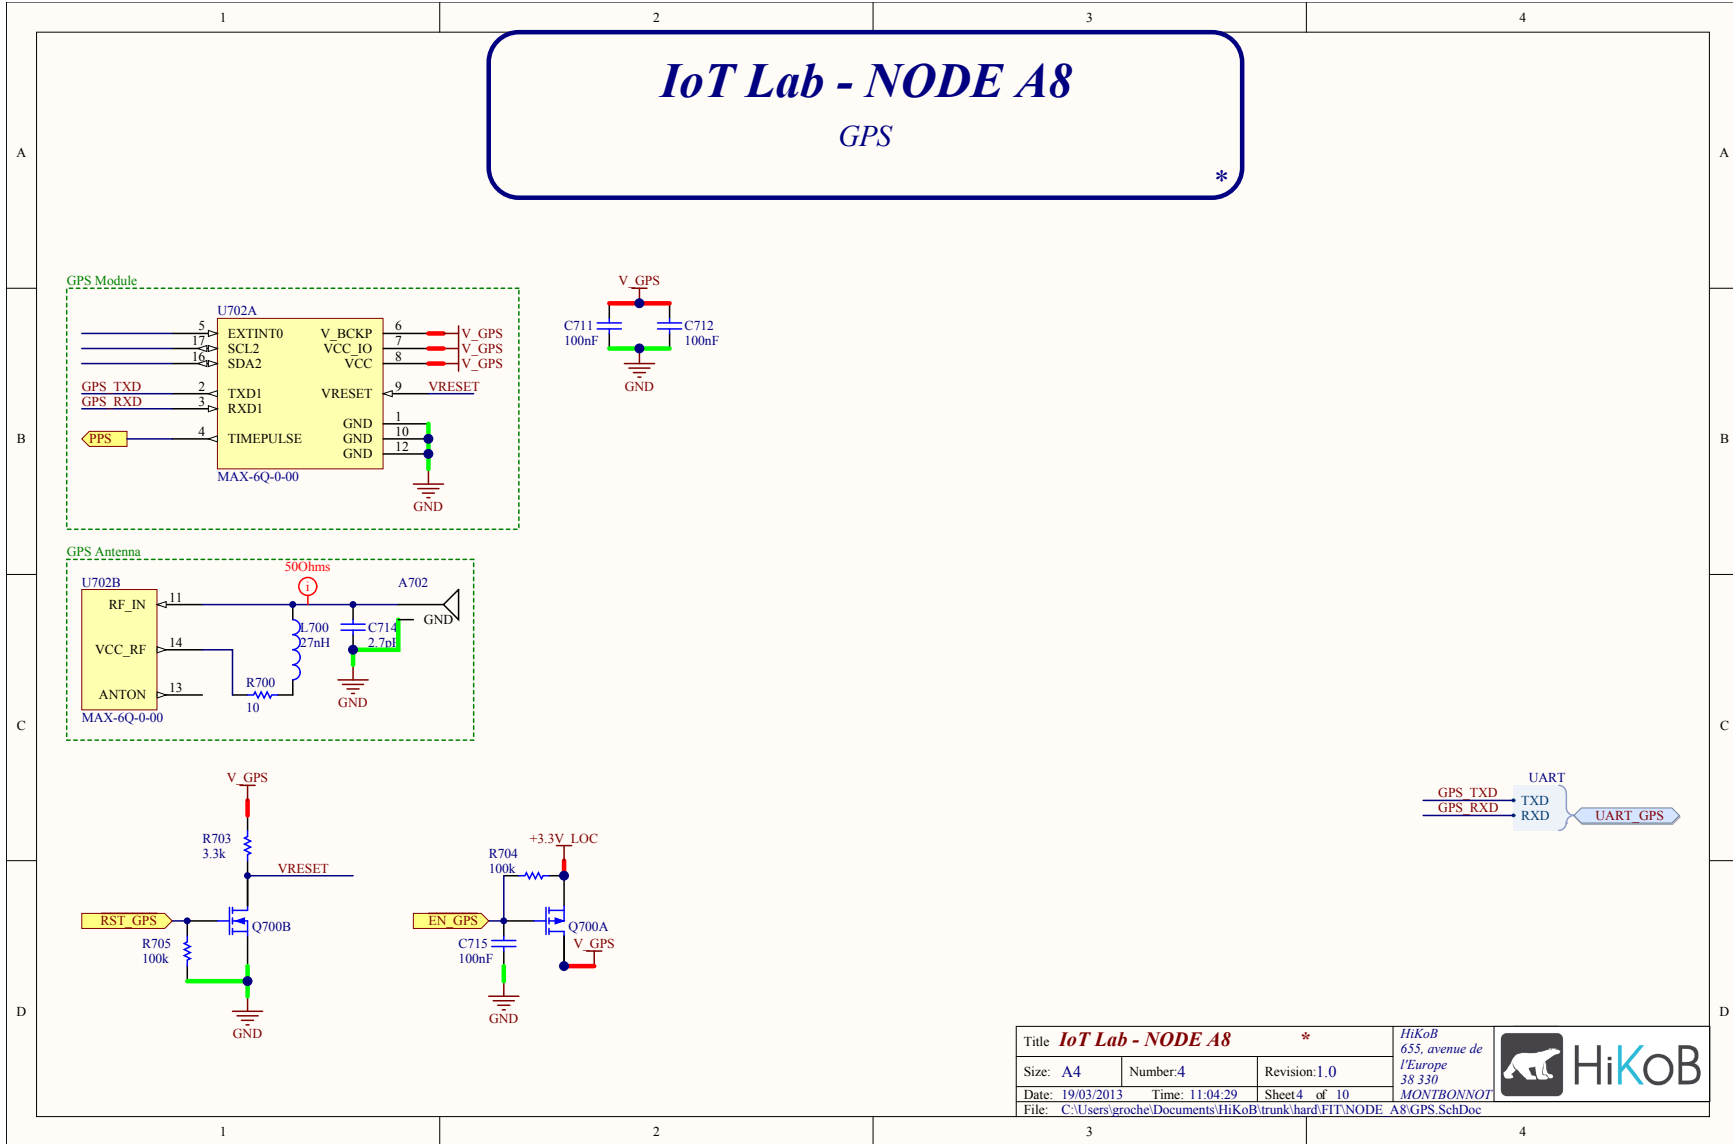 1 2 3 4
IoT Lab - NODE A8
GPS
*
A A
GPS Module
U702A
5 EXTINT0 V_BCKP 6 V_GPS
17 SCL2 VCC_IO 7 V_GPS
16 SDA2 VCC 8 V_GPS
GPS_TXD 2 TXD1 VRESET 9 VRESET
GPS_RXD 3 RXD1
GND 1
PPS 4 TIMEPULSE GND 10
GND 12
MAX-6Q-0-00
GND
V_GPS
C711 C712
100nF 100nF
GND
B B
GPS Antenna
50Ohms
i
U702B A702
RF_IN 11
GND
L700 C714
27nH 2.7pF
VCC_RF 14
R700
ANTON 13
10
GND
MAX-6Q-0-00
C C
V_GPS
R703
3.3k
VRESET
RST_GPS
Q700B
R705
100k
GND
+3.3V_LOC
R704
100k
EN_GPS
Q700A
C715 V_GPS
100nF
GND
UART
GPS_TXD TXD
GPS_RXD RXD UART_GPS
D D
Title IoT Lab - NODE A8 *
Size: A4 Number:4 Revision:1.0
Date: 19/03/2013 Time: 11:04:29 Sheet4 of 10
File: C:\Users\groche\Documents\HiKoB\trunk\hard\FIT\NODE_A8\GPS.SchDoc
HiKoB
655, avenue de
l'Europe
38 330
MONTBONNOT
HiKoB
1 2 3 4